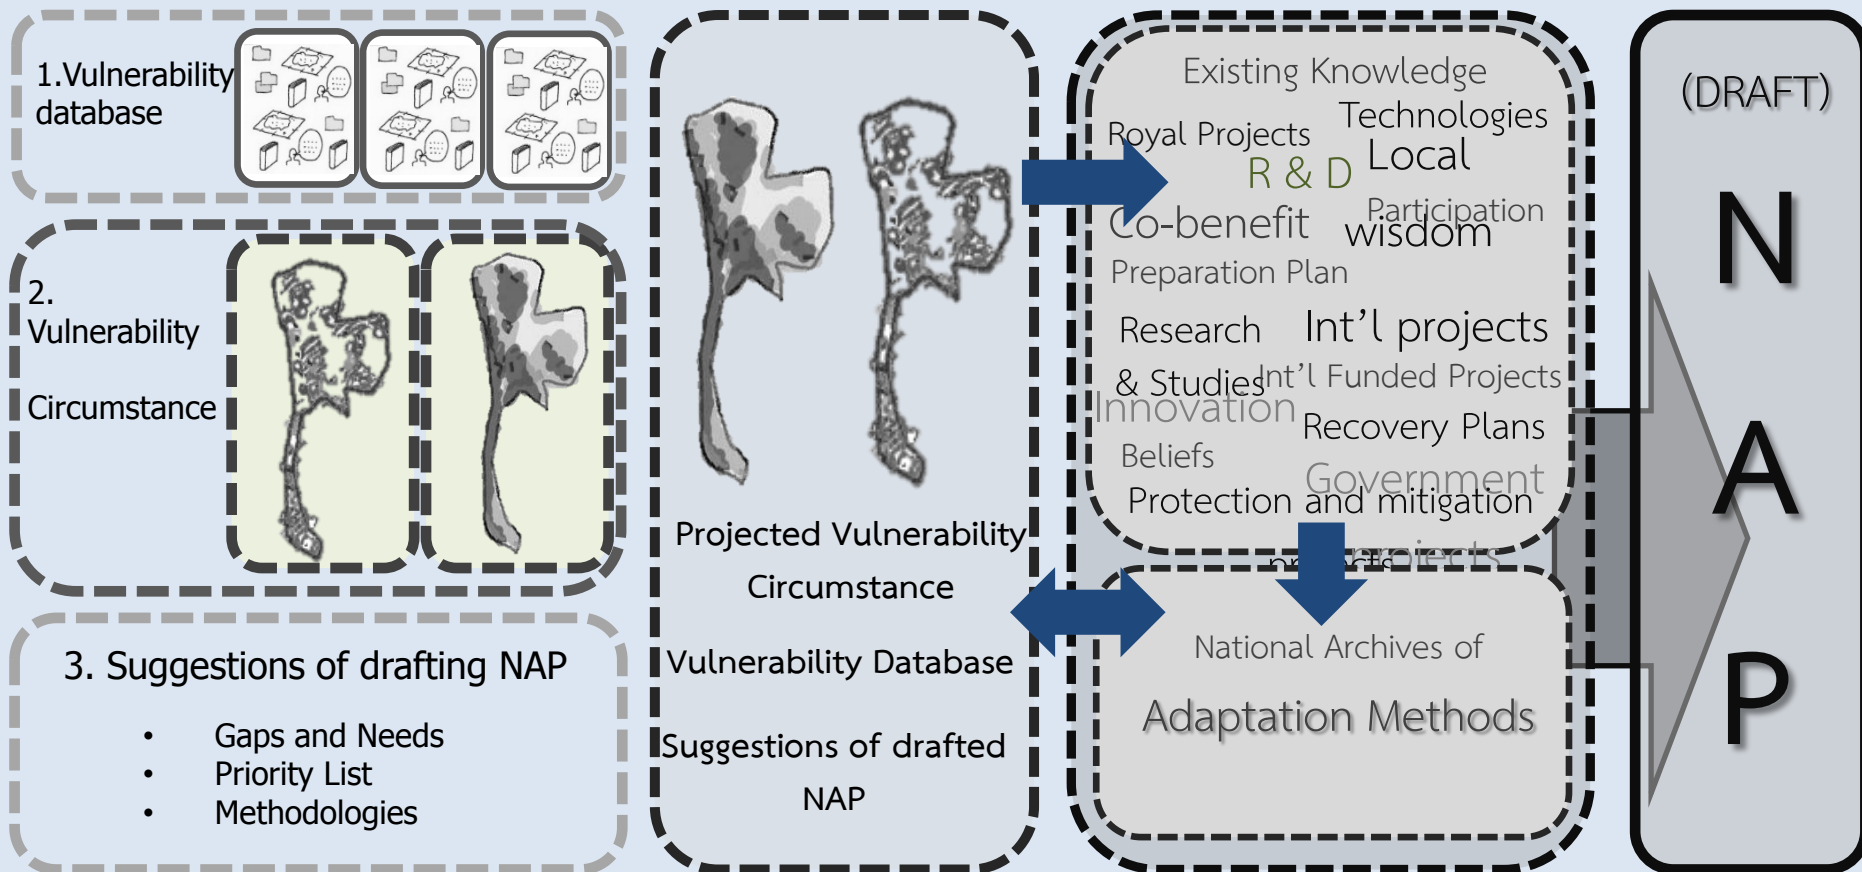 1.Vulnerability
database
2.
Vulnerability
Circumstance
3. Suggestions of drafting NAP
• Gaps and Needs
• Priority List
• Methodologies
Projected Vulnerability
Circumstance
Vulnerability Database
Suggestions of drafted
NAP
Existing Knowledge
Technologies
Royal Projects
Local
R & D
Participation
Co-benefit
wisdom
Preparation Plan
Research
Int’l projects
& Studies
Int’l Funded Projects
Innovation
Recovery Plans
Beliefs
Government
Protection and mitigation
projects
projects
National Archives of
Adaptation Methods
(DRAFT)
N
A
P